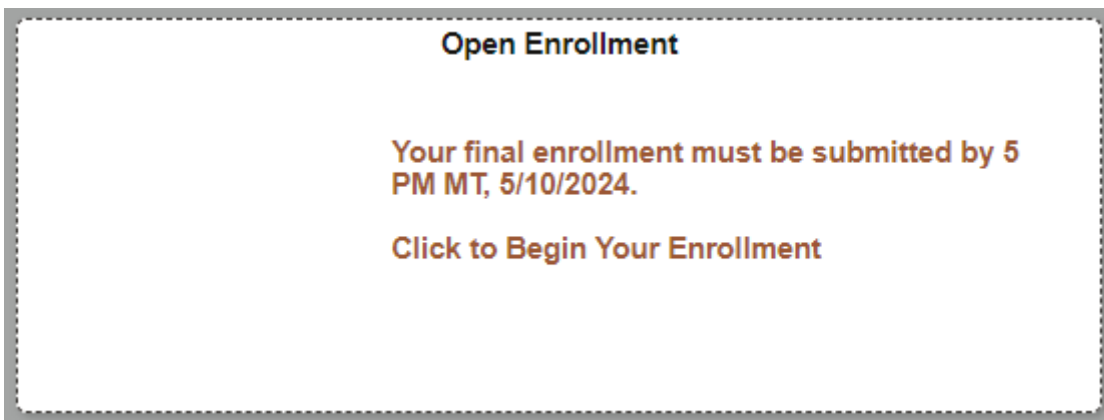 Open Enrollment
Your final enrollment must be submitted by 5
PM MT, 5/10/2024.
Click to Begin Your Enrollment